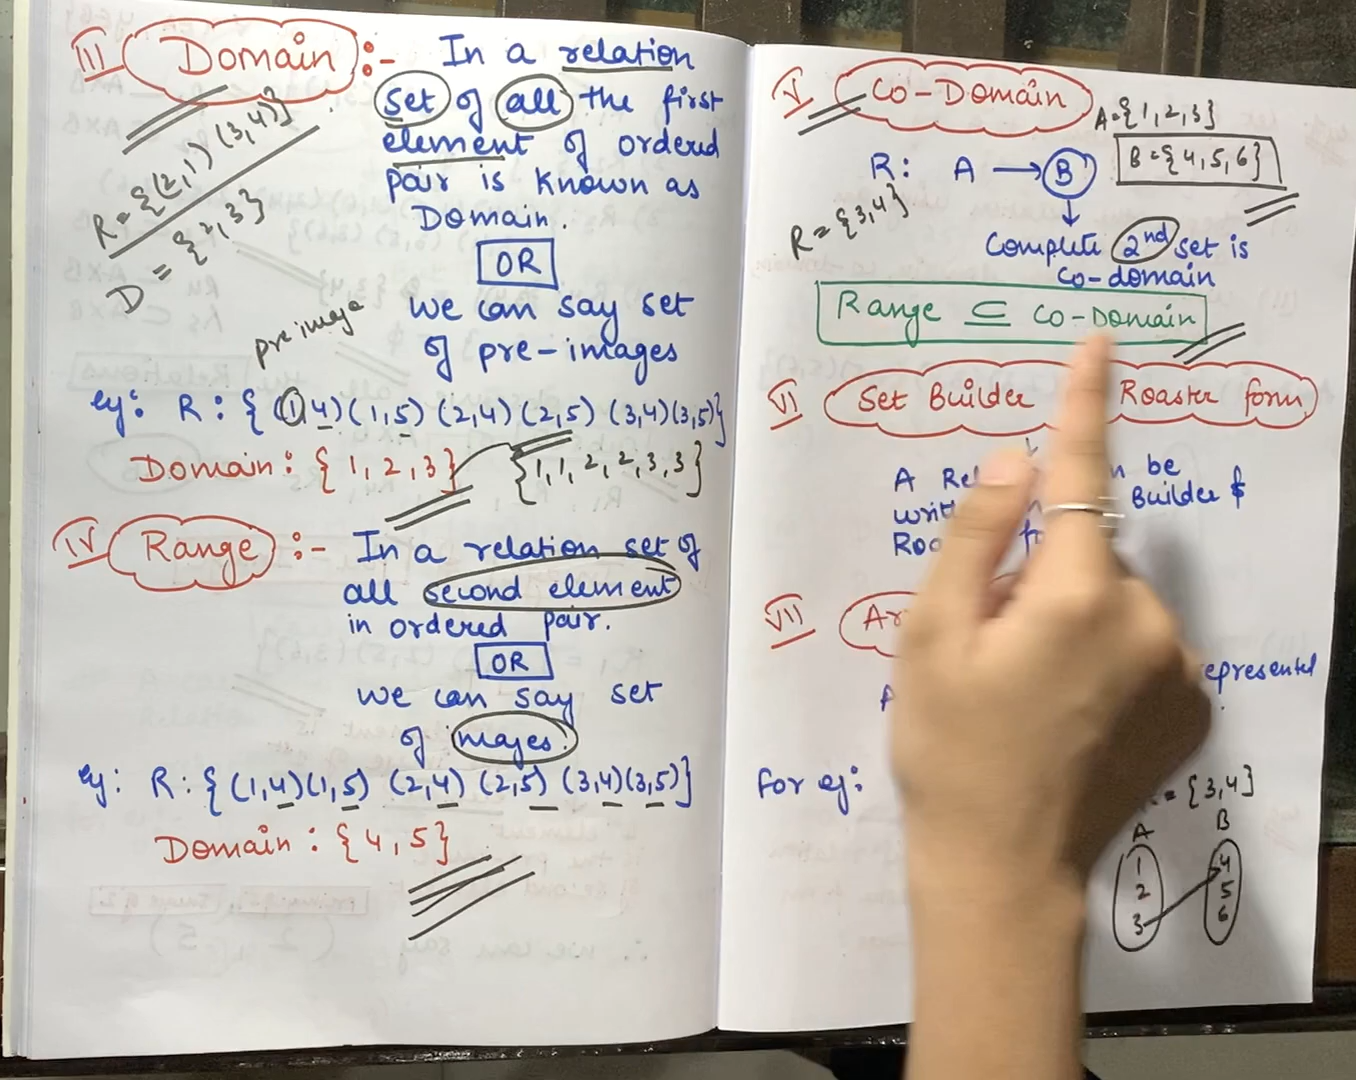 III Domain :- In a relation
set of all the first
element of ordered
pair is known as
Domain.
R = {(2,1) (3,4)}
D = {2,3}
OR
we can say set
of pre-images
pre image
eg: R : { (1,4) (1,5) (2,4) (2,5) (3,4) (3,5)}
Domain : { 1, 2, 3} {1,1,2,2,3,3}
IV Range :- In a relation set of
all second element
in ordered pair.
OR
we can say set
of majes.
eg: R : { (1,4) (1,5) (2,4) (2,5) (3,4) (3,5)}
Domain : { 4, 5}
V Co-Domain
A={1,2,3}
B={4,5,6}
R: A → B
R={3,4}
Complete 2nd set is
Co-domain
Range ⊆ Co-Domain
VI Set Builder Roaster form
A be
Builder &
VII
epresented
For eg:
= {3,4}
A B
1 4
2 5
3 6